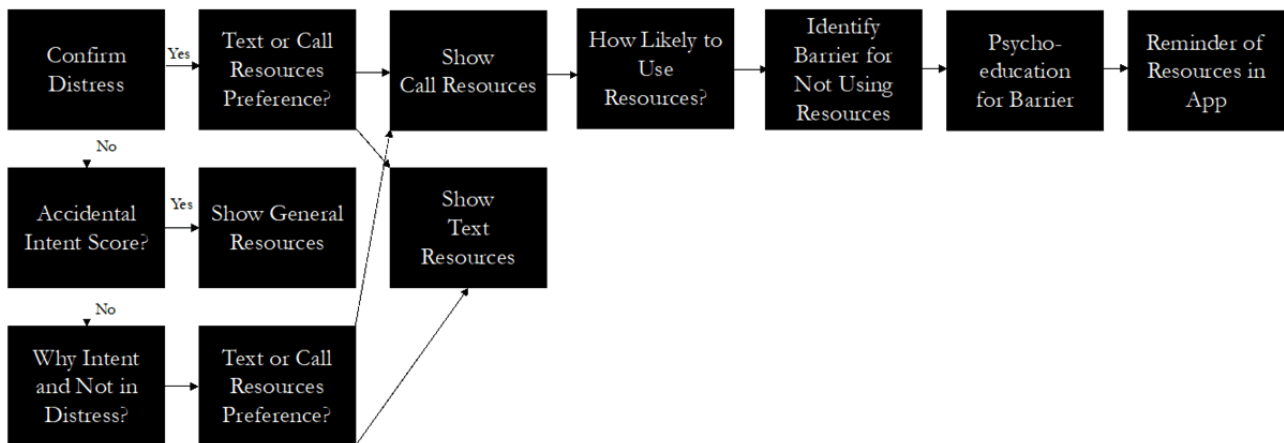 Confirm
Distress
Yes
Text or Call
Resources
Preference?
Show
Call Resources
How Likely to
Use
Resources?
Identify
Barrier for
Not Using
Resources
Psycho-
education
for Barrier
Reminder of
Resources in
App
No
Accidental
Intent Score?
Yes
Show General
Resources
Show
Text
Resources
No
Why Intent
and Not in
Distress?
Text or Call
Resources
Preference?